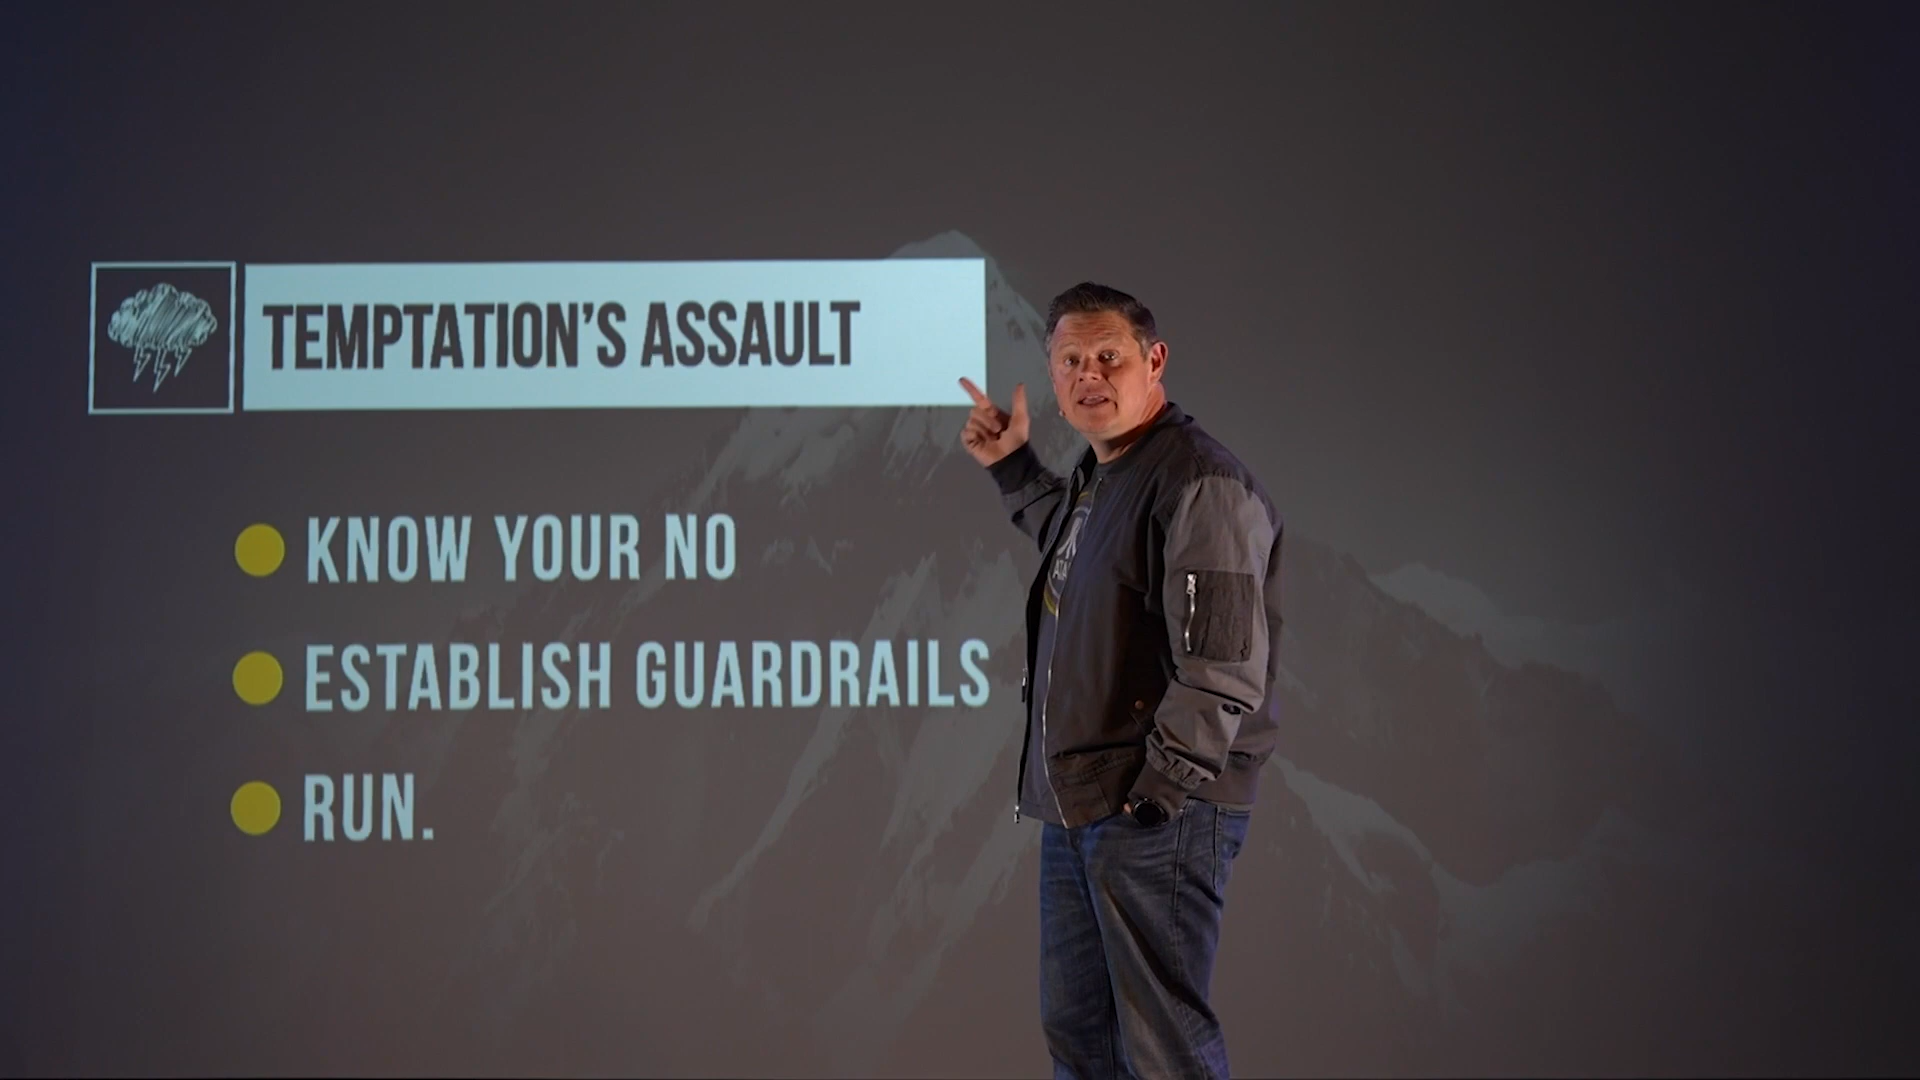 TEMPTATION'S ASSAULT
KNOW YOUR NO
ESTABLISH GUARDRAILS
RUN.